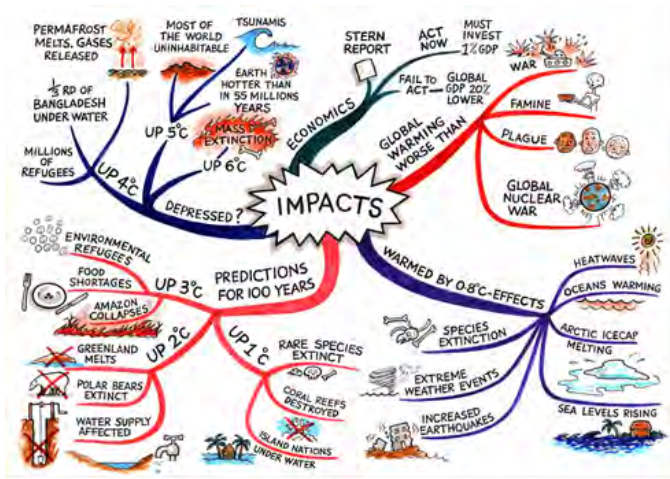 IMPACTS
ECONOMICS
STERN
REPORT
ACT
NOW
MUST
INVEST
1% GDP
FAIL TO
ACT
GLOBAL
GDP 20%
LOWER
GLOBAL
WARMING
WORSE THAN
WAR
FAMINE
PLAGUE
GLOBAL
NUCLEAR
WAR
WARMED BY 0.8°C-EFFECTS
HEATWAVES
OCEANS WARMING
ARCTIC ICECAP
MELTING
SEA LEVELS RISING
SPECIES
EXTINCTION
EXTREME
WEATHER EVENTS
INCREASED
EARTHQUAKES
PREDICTIONS
FOR 100 YEARS
UP 1°C
RARE SPECIES
EXTINCT
CORAL REEFS
DESTROYED
ISLAND NATIONS
UNDER WATER
UP 2°C
GREENLAND
MELTS
POLAR BEARS
EXTINCT
WATER SUPPLY
AFFECTED
UP 3°C
ENVIRONMENTAL
REFUGEES
FOOD
SHORTAGES
AMAZON
COLLAPSES
DEPRESSED?
UP 4°C
MILLIONS
OF
REFUGEES
⅓ RD OF
BANGLADESH
UNDER WATER
PERMAFROST
MELTS. GASES
RELEASED
UP 5°C
MOST OF
THE WORLD
UNINHABITABLE
TSUNAMIS
EARTH
HOTTER THAN
IN 55 MILLIONS
YEARS
UP 6°C
MASS
EXTINCTION